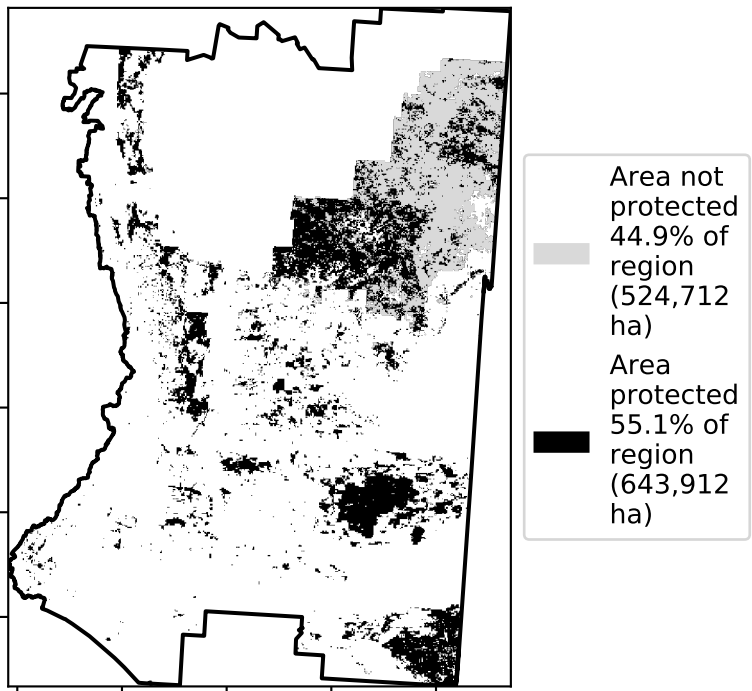 Area not
protected
44.9% of
region
(524,712
ha)
Area
protected
55.1% of
region
(643,912
ha)